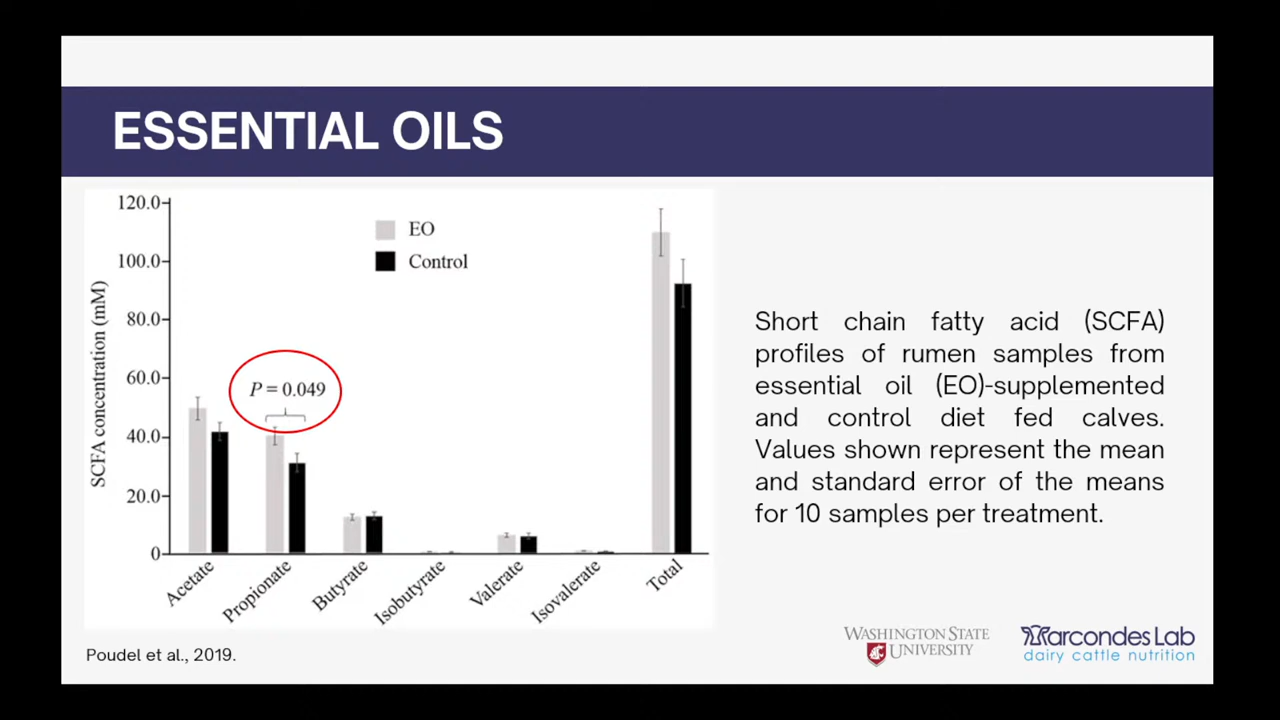 ESSENTIAL OILS
120.0
100.0
80.0
60.0
40.0
20.0
0
SCFA concentration (mM)
EO
Control
P = 0.049
Acetate
Propionate
Butyrate
Isobutyrate
Valerate
Isovalerate
Total
Short chain fatty acid (SCFA)
profiles of rumen samples from
essential oil (EO)-supplemented
and control diet fed calves.
Values shown represent the mean
and standard error of the means
for 10 samples per treatment.
Poudel et al., 2019.
WASHINGTON STATE
UNIVERSITY
Marcondes Lab
dairy cattle nutrition